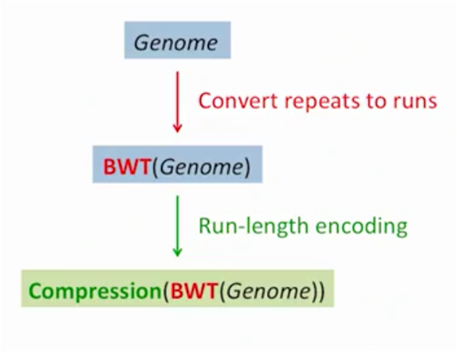 Genome
Convert repeats to runs
BWT(Genome)
Run-length encoding
Compression(BWT(Genome))